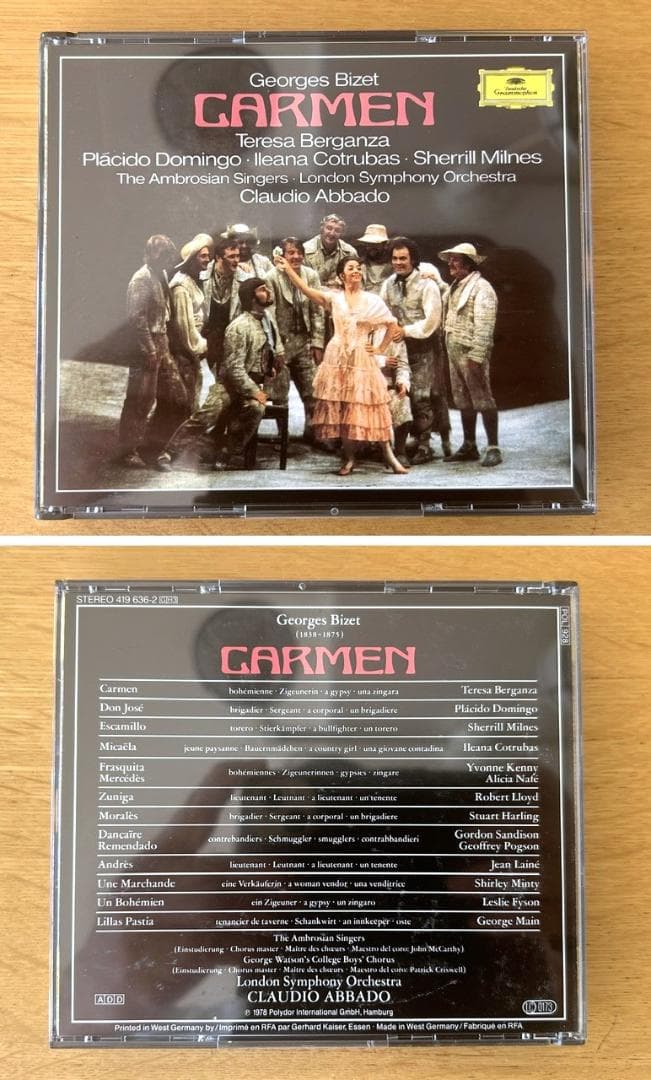 Georges Bizet
CARMEN
Deutsche
Grammophon
Teresa Berganza
Plácido Domingo · Ileana Cotrubas · Sherrill Milnes
The Ambrosian Singers · London Symphony Orchestra
Claudio Abbado
STEREO 419 636-2 GH3
POL 928
Georges Bizet
(1838-1875)
CARMEN
Carmen bohémienne · Zigeunerin · a gypsy · una zingara Teresa Berganza
Don José brigadier · Sergeant · a corporal · un brigadiere Plácido Domingo
Escamillo torero · Stierkämpfer · a bullfighter · un torero Sherrill Milnes
Micaëla jeune paysanne · Bauernmädchen · a country girl · una giovane contadina Ileana Cotrubas
Frasquita Yvonne Kenny
bohémiennes · Zigeunerinnen · gypsies · zingare
Mercédès Alicia Nafé
Zuniga lieutenant · Leutnant · a lieutenant · un tenente Robert Lloyd
Moralès brigadier · Sergeant · a corporal · un brigadiere Stuart Harling
Dancaïre Gordon Sandison
contrebandiers · Schmuggler · smugglers · contrabbandieri
Remendado Geoffrey Pogson
Andrès lieutenant · Leutnant · a lieutenant · un tenente Jean Lainé
Une Marchande eine Verkäuferin · a woman vendor · una venditrice Shirley Minty
Un Bohémien ein Zigeuner · a gypsy · un zingaro Leslie Fyson
Lillas Pastia tenancier de taverne · Schankwirt · an innkeeper · oste George Main
The Ambrosian Singers
(Einstudierung · Chorus master · Maître des chœurs · Maestro del coro: John McCarthy)
George Watson's College Boys' Chorus
(Einstudierung · Chorus master · Maître des chœurs · Maestro del coro: Patrick Criswell)
London Symphony Orchestra
CLAUDIO ABBADO
ADD
℗ 1978 Polydor International GmbH, Hamburg
LC 0173
Printed in West Germany by / Imprimé en RFA par Gerhard Kaiser, Essen · Made in West Germany / Fabriqué en RFA